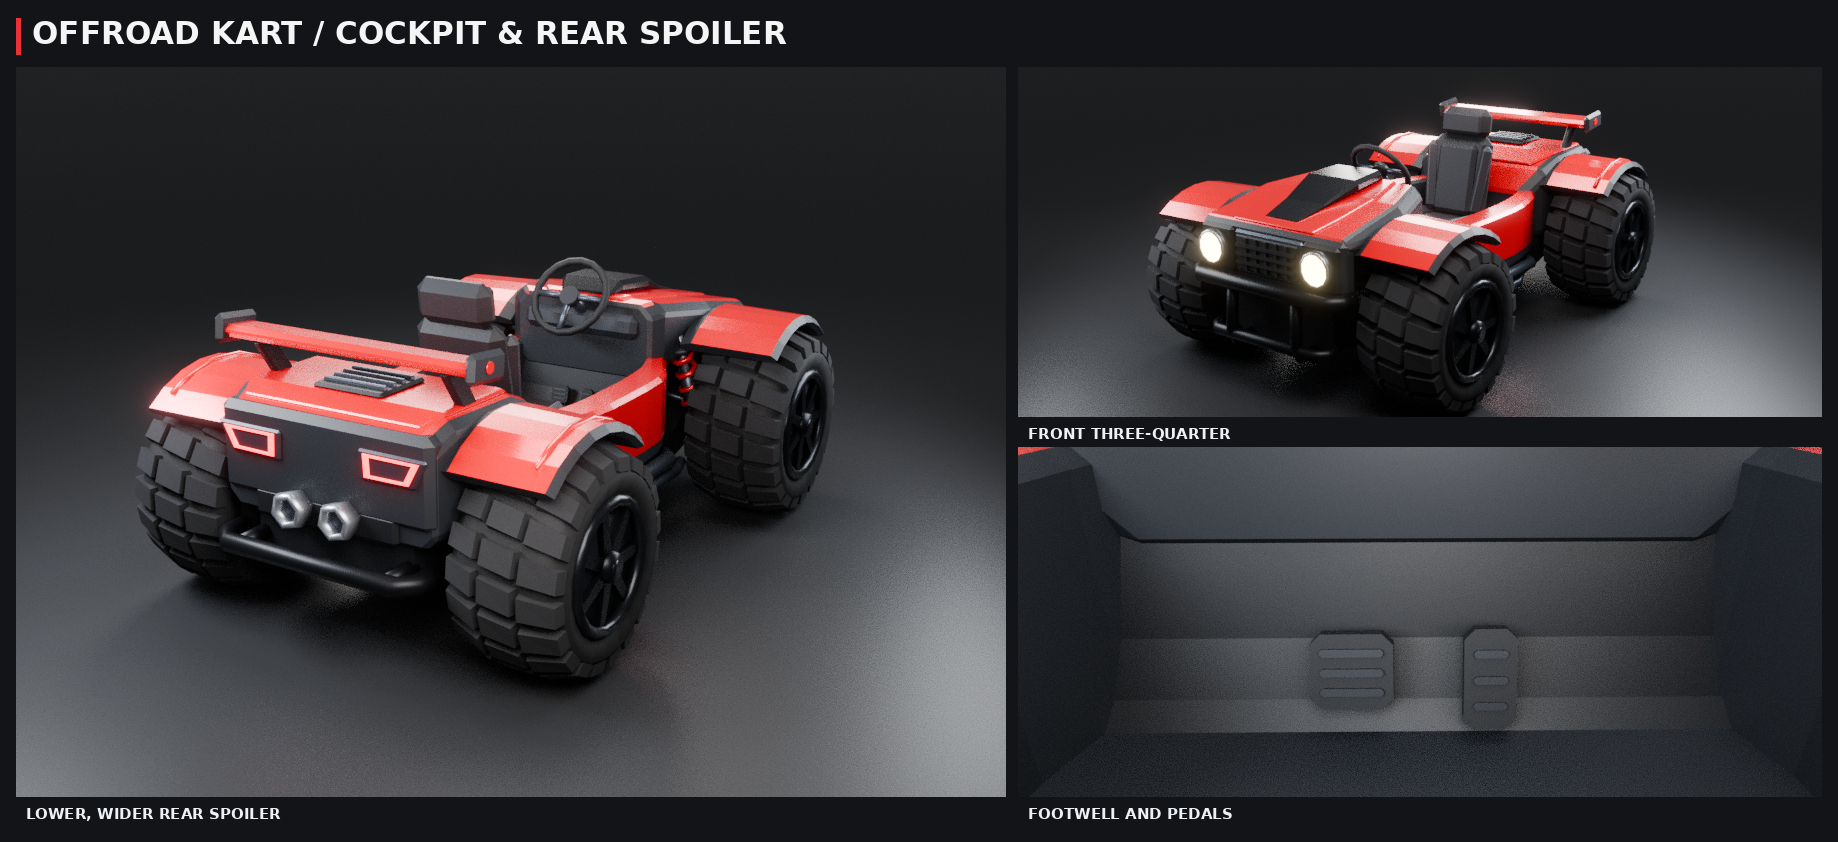 OFFROAD KART / COCKPIT & REAR SPOILER
LOWER, WIDER REAR SPOILER
FRONT THREE-QUARTER
FOOTWELL AND PEDALS